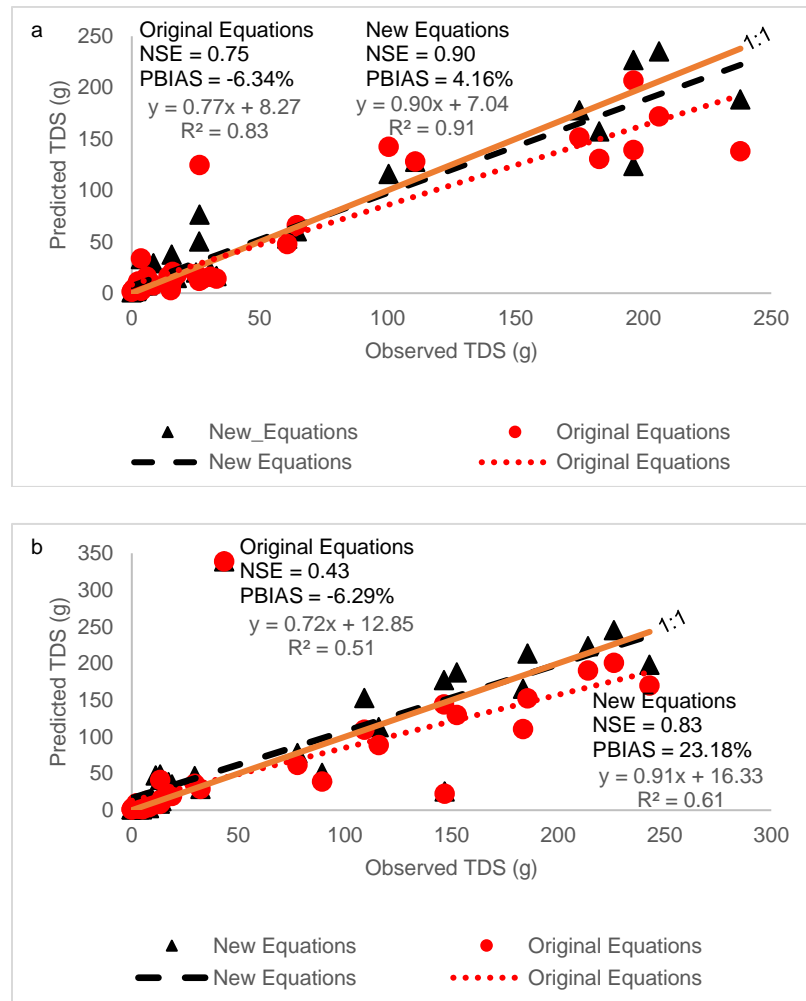 a
Original Equations
NSE = 0.75
PBIAS = -6.34%
y = 0.77x + 8.27
R² = 0.83
New Equations
NSE = 0.90
PBIAS = 4.16%
y = 0.90x + 7.04
R² = 0.91
1:1
Predicted TDS (g)
250
200
150
100
50
0
0 50 100 150 200 250
Observed TDS (g)
New_Equations Original Equations
New Equations Original Equations
b
Original Equations
NSE = 0.43
PBIAS = -6.29%
y = 0.72x + 12.85
R² = 0.51
1:1
New Equations
NSE = 0.83
PBIAS = 23.18%
y = 0.91x + 16.33
R² = 0.61
Predicted TDS (g)
350
300
250
200
150
100
50
0
0 50 100 150 200 250 300
Observed TDS (g)
New Equations Original Equations
New Equations Original Equations